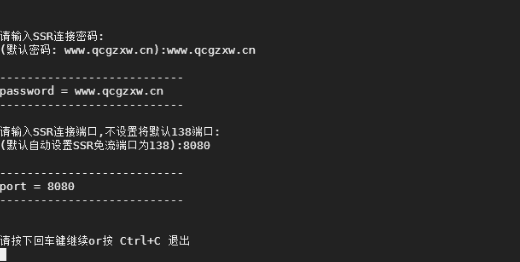 请输入SSR连接密码:
(默认密码: www.qcgzxw.cn):www.qcgzxw.cn
---------------------------
password = www.qcgzxw.cn
---------------------------
请输入SSR连接端口,不设置将默认138端口:
(默认自动设置SSR免流端口为138):8080
---------------------------
port = 8080
---------------------------
请按下回车键继续or按 Ctrl+C 退出